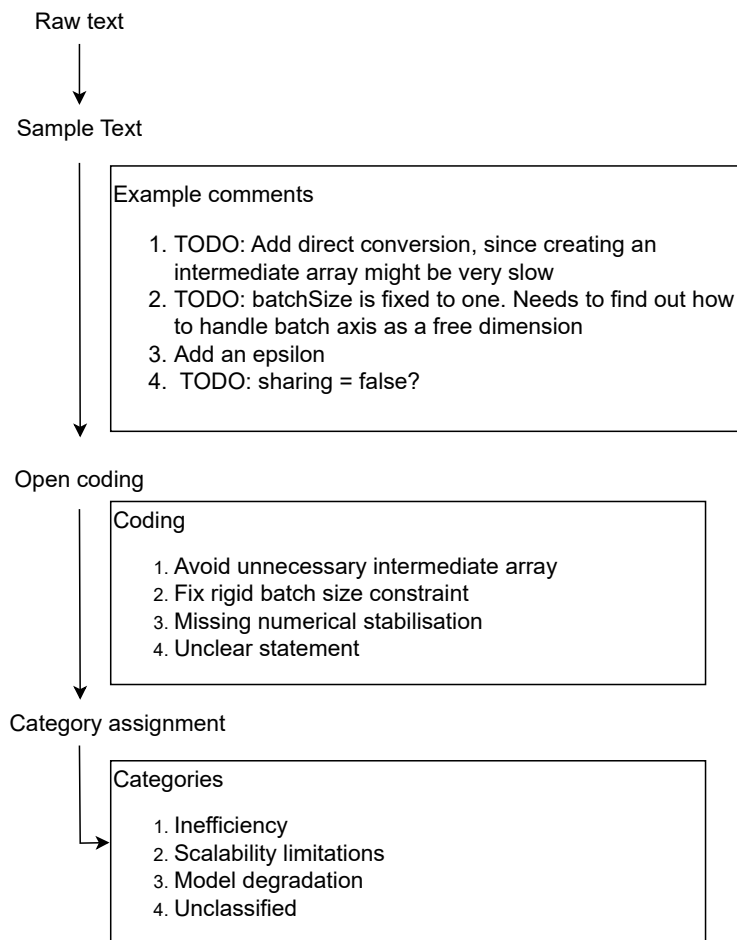 Raw text
Sample Text
Example comments
1. TODO: Add direct conversion, since creating an
intermediate array might be very slow
2. TODO: batchSize is fixed to one. Needs to find out how
to handle batch axis as a free dimension
3. Add an epsilon
4. TODO: sharing = false?
Open coding
Coding
1. Avoid unnecessary intermediate array
2. Fix rigid batch size constraint
3. Missing numerical stabilisation
4. Unclear statement
Category assignment
Categories
1. Inefficiency
2. Scalability limitations
3. Model degradation
4. Unclassified